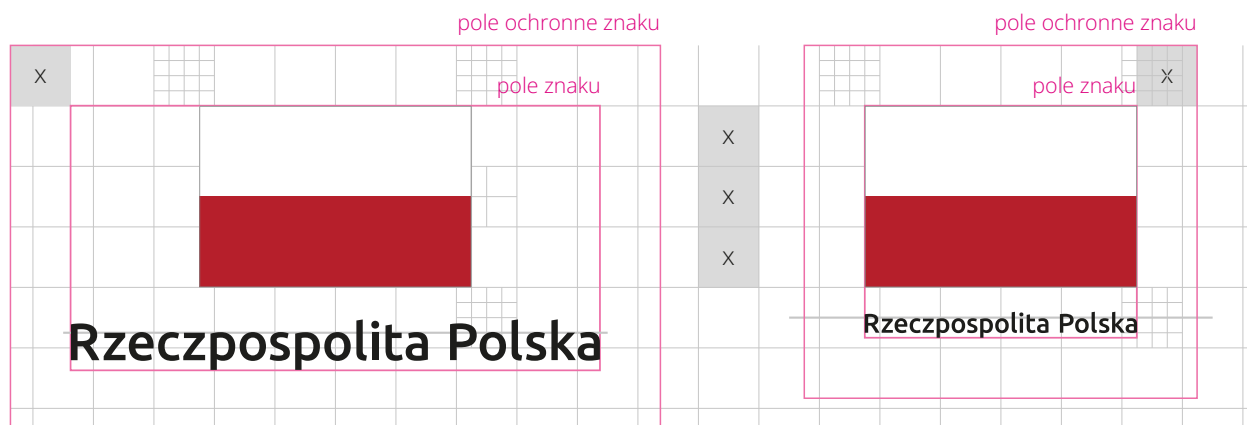 pole ochronne znaku
pole ochronne znaku
X
X
pole znaku
pole znaku
X
X
X
Rzeczpospolita Polska
Rzeczpospolita Polska